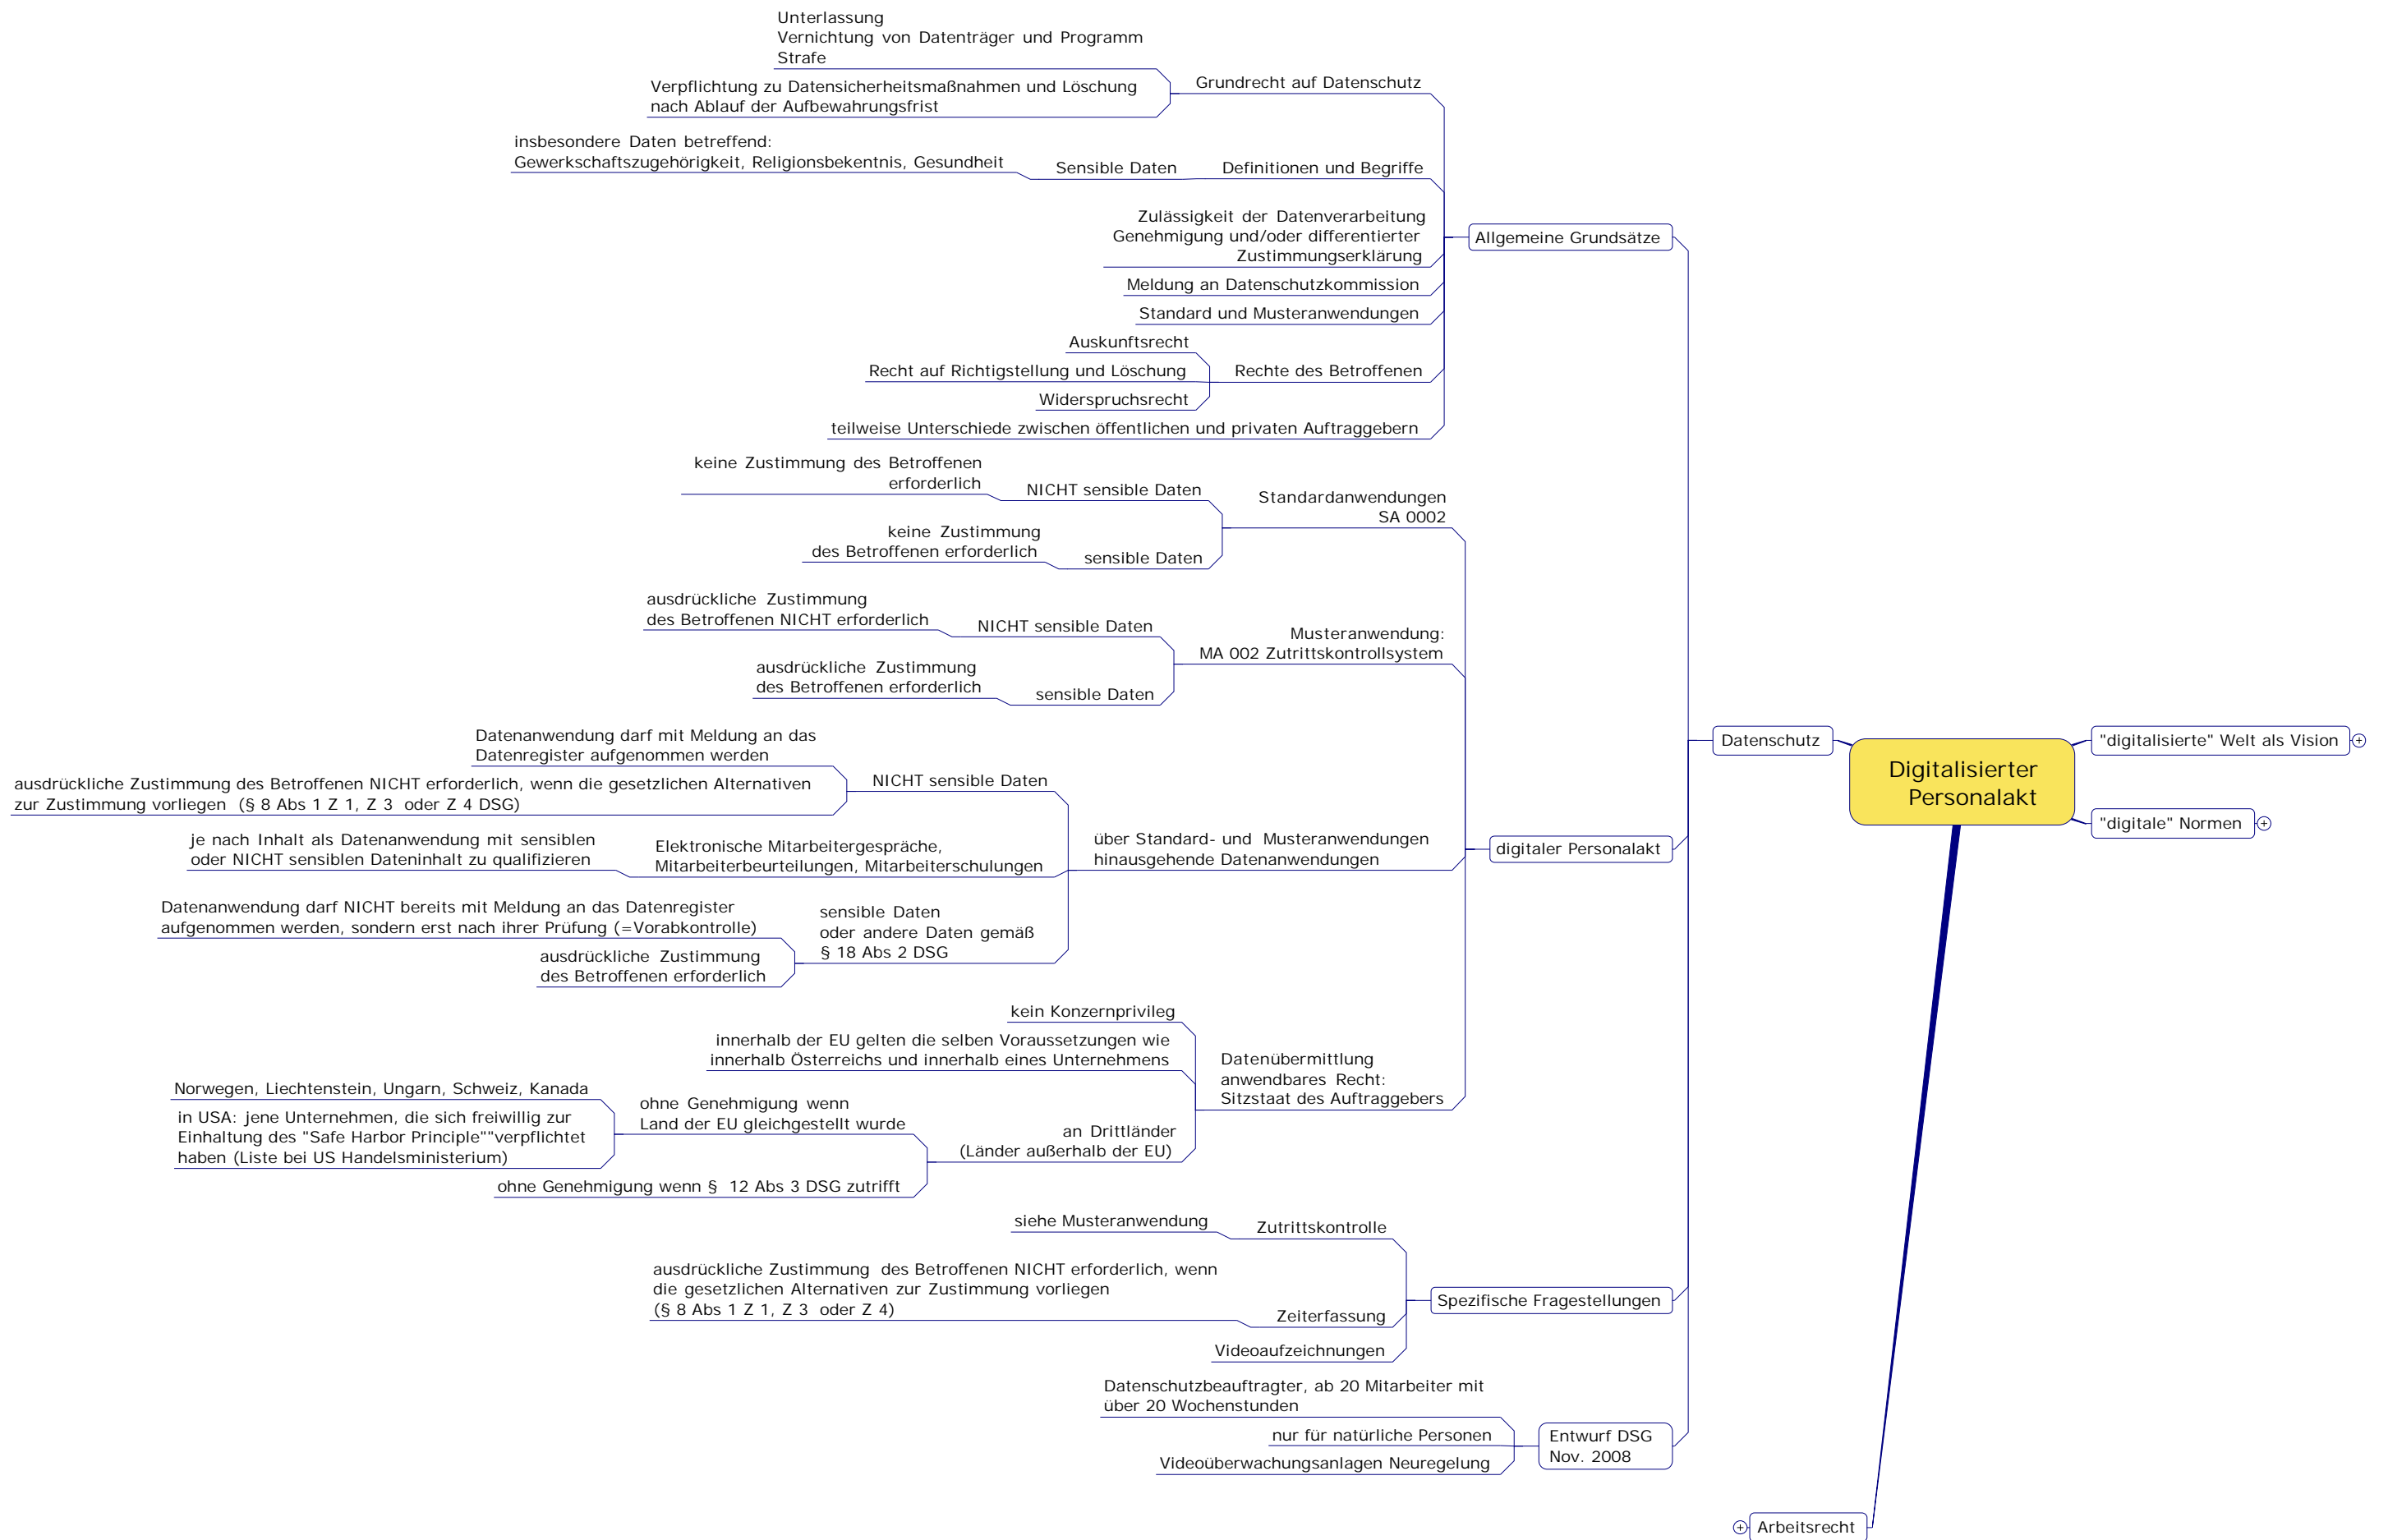 Unterlassung
Vernichtung von Datenträger und Programm
Strafe
Verpflichtung zu Datensicherheitsmaßnahmen und Löschung
nach Ablauf der Aufbewahrungsfrist
Grundrecht auf Datenschutz
insbesondere Daten betreffend:
Gewerkschaftszugehörigkeit, Religionsbekentnis, Gesundheit
Sensible Daten
Definitionen und Begriffe
Zulässigkeit der Datenverarbeitung
Genehmigung und/oder differentierter
Zustimmungserklärung
Meldung an Datenschutzkommission
Standard und Musteranwendungen
Auskunftsrecht
Recht auf Richtigstellung und Löschung
Widerspruchsrecht
Rechte des Betroffenen
teilweise Unterschiede zwischen öffentlichen und privaten Auftraggebern
Allgemeine Grundsätze
keine Zustimmung des Betroffenen
erforderlich
NICHT sensible Daten
keine Zustimmung
des Betroffenen erforderlich
sensible Daten
Standardanwendungen
SA 0002
ausdrückliche Zustimmung
des Betroffenen NICHT erforderlich
NICHT sensible Daten
ausdrückliche Zustimmung
des Betroffenen erforderlich
sensible Daten
Musteranwendung:
MA 002 Zutrittskontrollsystem
Datenanwendung darf mit Meldung an das
Datenregister aufgenommen werden
ausdrückliche Zustimmung des Betroffenen NICHT erforderlich, wenn die gesetzlichen Alternativen
zur Zustimmung vorliegen (§ 8 Abs 1 Z 1, Z 3 oder Z 4 DSG)
NICHT sensible Daten
je nach Inhalt als Datenanwendung mit sensiblen
oder NICHT sensiblen Dateninhalt zu qualifizieren
Elektronische Mitarbeitergespräche,
Mitarbeiterbeurteilungen, Mitarbeiterschulungen
Datenanwendung darf NICHT bereits mit Meldung an das Datenregister
aufgenommen werden, sondern erst nach ihrer Prüfung (=Vorabkontrolle)
ausdrückliche Zustimmung
des Betroffenen erforderlich
sensible Daten
oder andere Daten gemäß
§ 18 Abs 2 DSG
über Standard- und Musteranwendungen
hinausgehende Datenanwendungen
kein Konzernprivileg
innerhalb der EU gelten die selben Voraussetzungen wie
innerhalb Österreichs und innerhalb eines Unternehmens
Norwegen, Liechtenstein, Ungarn, Schweiz, Kanada
in USA: jene Unternehmen, die sich freiwillig zur
Einhaltung des "Safe Harbor Principle""verpflichtet
haben (Liste bei US Handelsministerium)
ohne Genehmigung wenn
Land der EU gleichgestellt wurde
ohne Genehmigung wenn § 12 Abs 3 DSG zutrifft
an Drittländer
(Länder außerhalb der EU)
Datenübermittlung
anwendbares Recht:
Sitzstaat des Auftraggebers
digitaler Personalakt
siehe Musteranwendung
Zutrittskontrolle
ausdrückliche Zustimmung des Betroffenen NICHT erforderlich, wenn
die gesetzlichen Alternativen zur Zustimmung vorliegen
(§ 8 Abs 1 Z 1, Z 3 oder Z 4)
Zeiterfassung
Videoaufzeichnungen
Spezifische Fragestellungen
Datenschutzbeauftragter, ab 20 Mitarbeiter mit
über 20 Wochenstunden
nur für natürliche Personen
Videoüberwachungsanlagen Neuregelung
Entwurf DSG
Nov. 2008
Datenschutz
Digitalisierter
Personalakt
"digitalisierte" Welt als Vision
"digitale" Normen
Arbeitsrecht